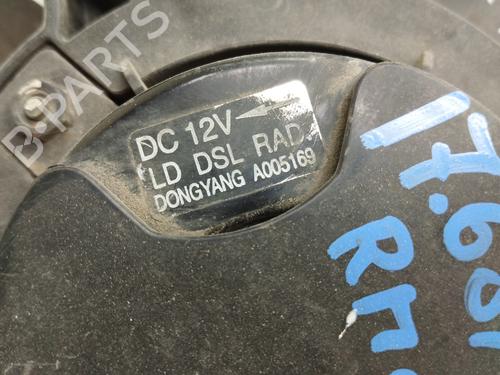 B-PARTS
DC 12V
LD DSL RAD
DONGYANG A005169